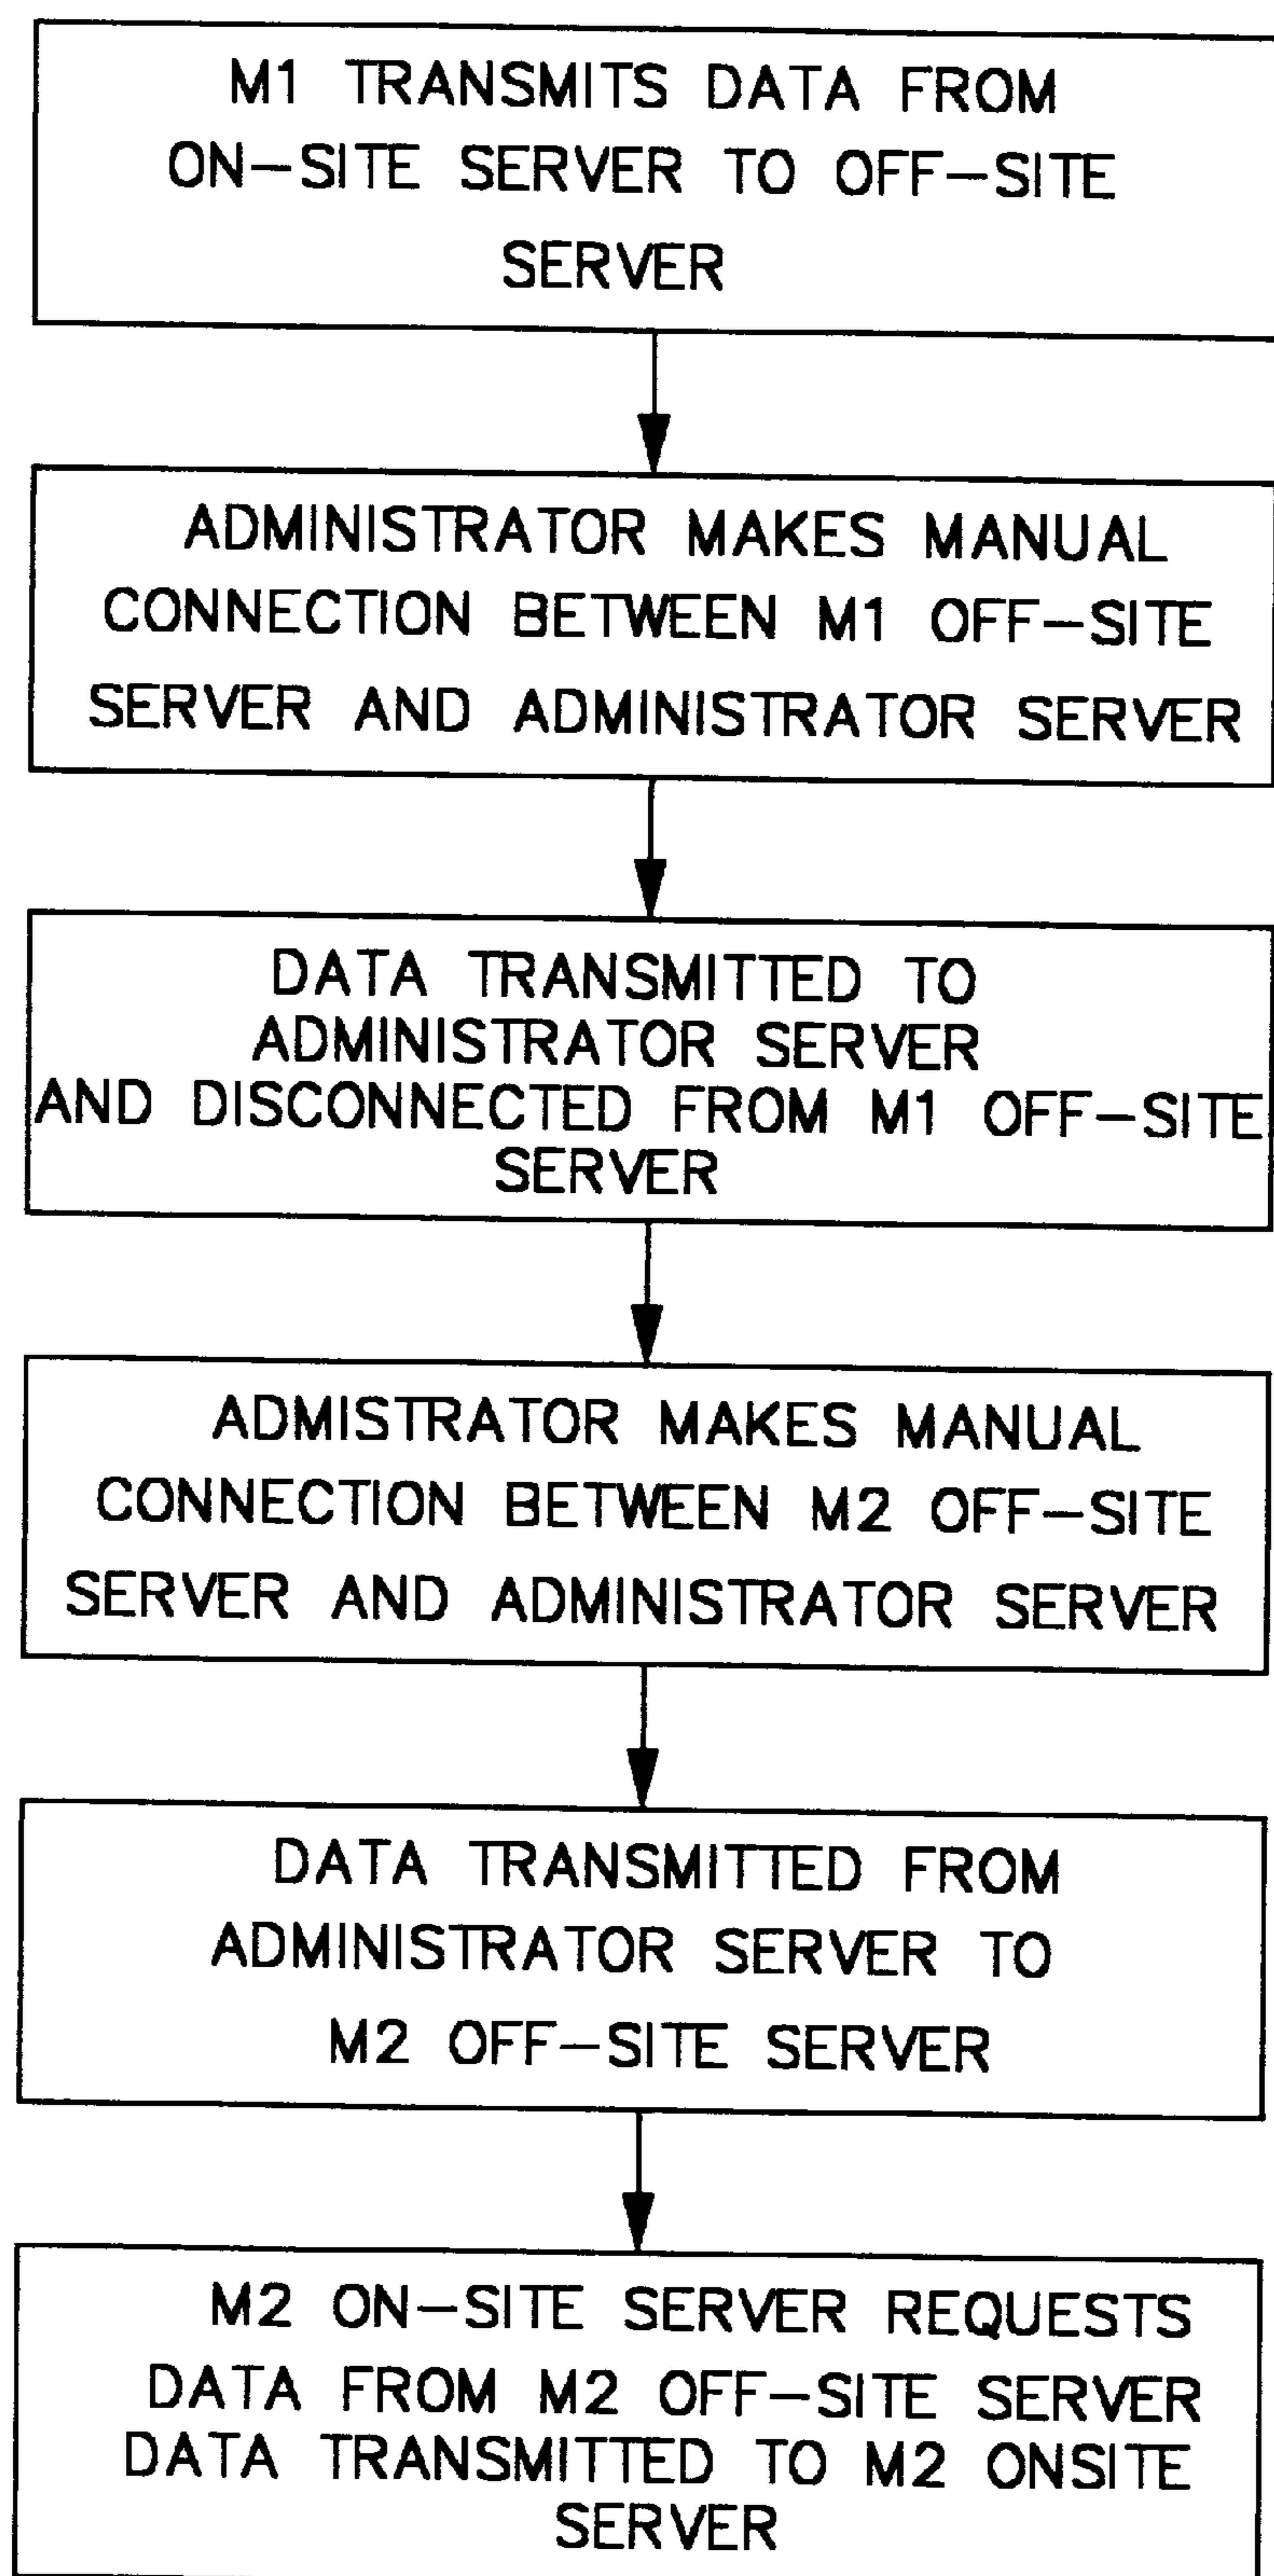 M1 TRANSMITS DATA FROM
ON-SITE SERVER TO OFF-SITE
SERVER
ADMINISTRATOR MAKES MANUAL
CONNECTION BETWEEN M1 OFF-SITE
SERVER AND ADMINISTRATOR SERVER
DATA TRANSMITTED TO
ADMINISTRATOR SERVER
AND DISCONNECTED FROM M1 OFF-SITE
SERVER
ADMISTRATOR MAKES MANUAL
CONNECTION BETWEEN M2 OFF-SITE
SERVER AND ADMINISTRATOR SERVER
DATA TRANSMITTED FROM
ADMINISTRATOR SERVER TO
M2 OFF-SITE SERVER
M2 ON-SITE SERVER REQUESTS
DATA FROM M2 OFF-SITE SERVER
DATA TRANSMITTED TO M2 ONSITE
SERVER